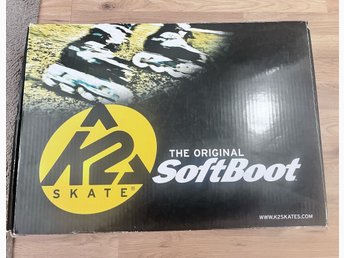 K2
SKATE®
THE ORIGINAL
SoftBoot
WWW.K2SKATES.COM